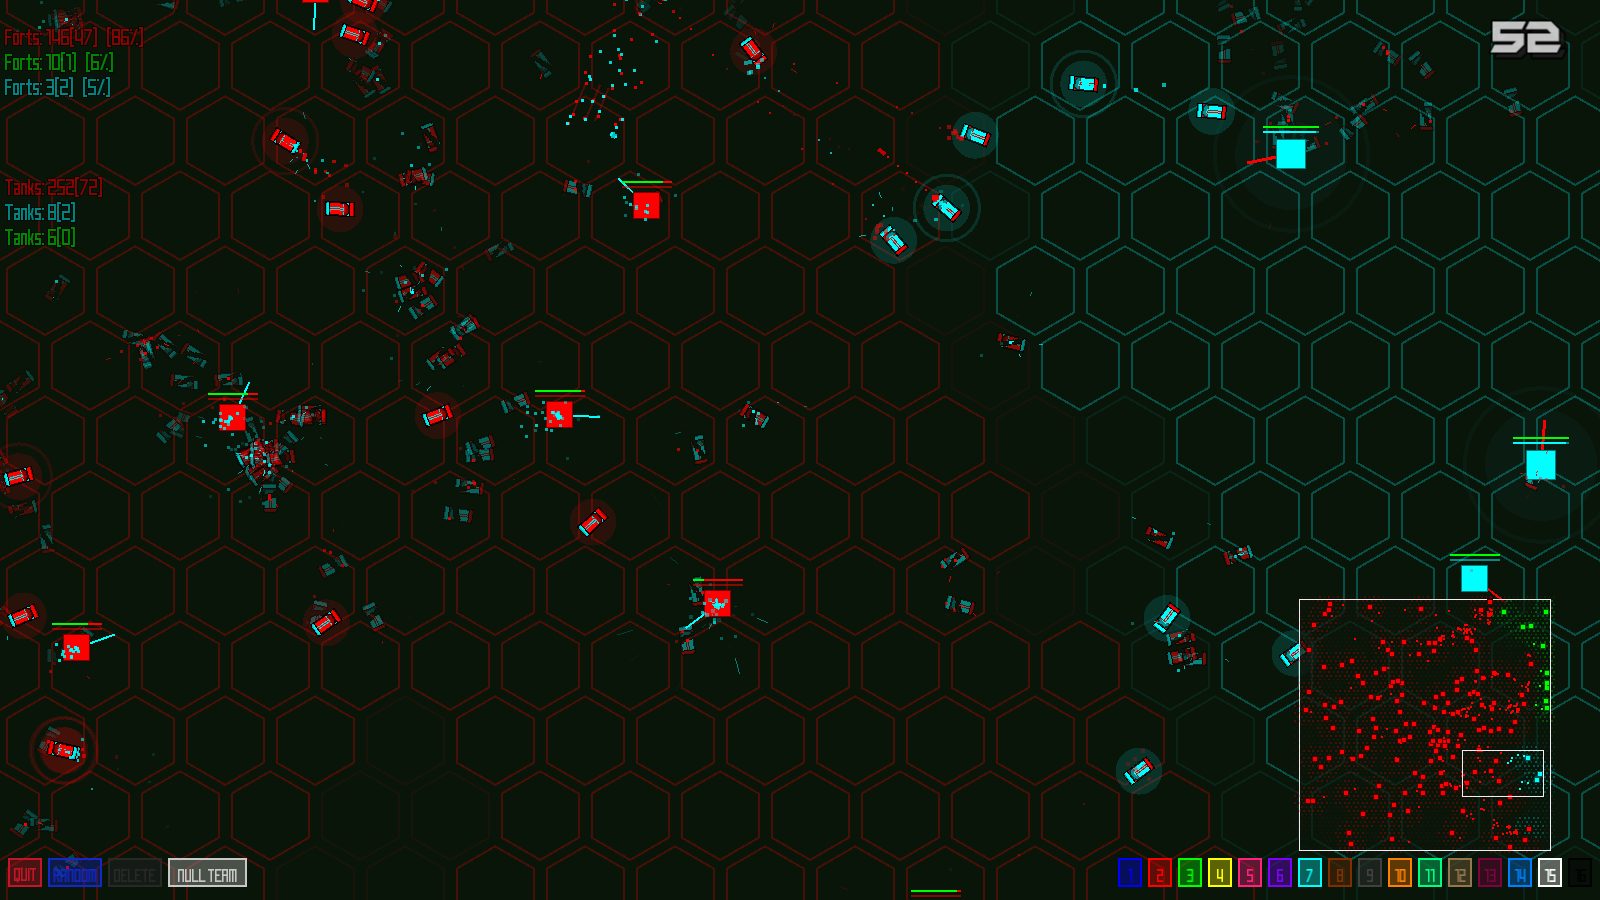 52
Forts: 146[47] [86%]
Forts: 10[1] [6%]
Forts: 3[2] [5%]
Tanks: 252[72]
Tanks: 8[2]
Tanks: 6[0]
QUIT RANDOM DELETE NULL TEAM
1 2 3 4 5 6 7 8 9 10 11 12 13 14 15 16